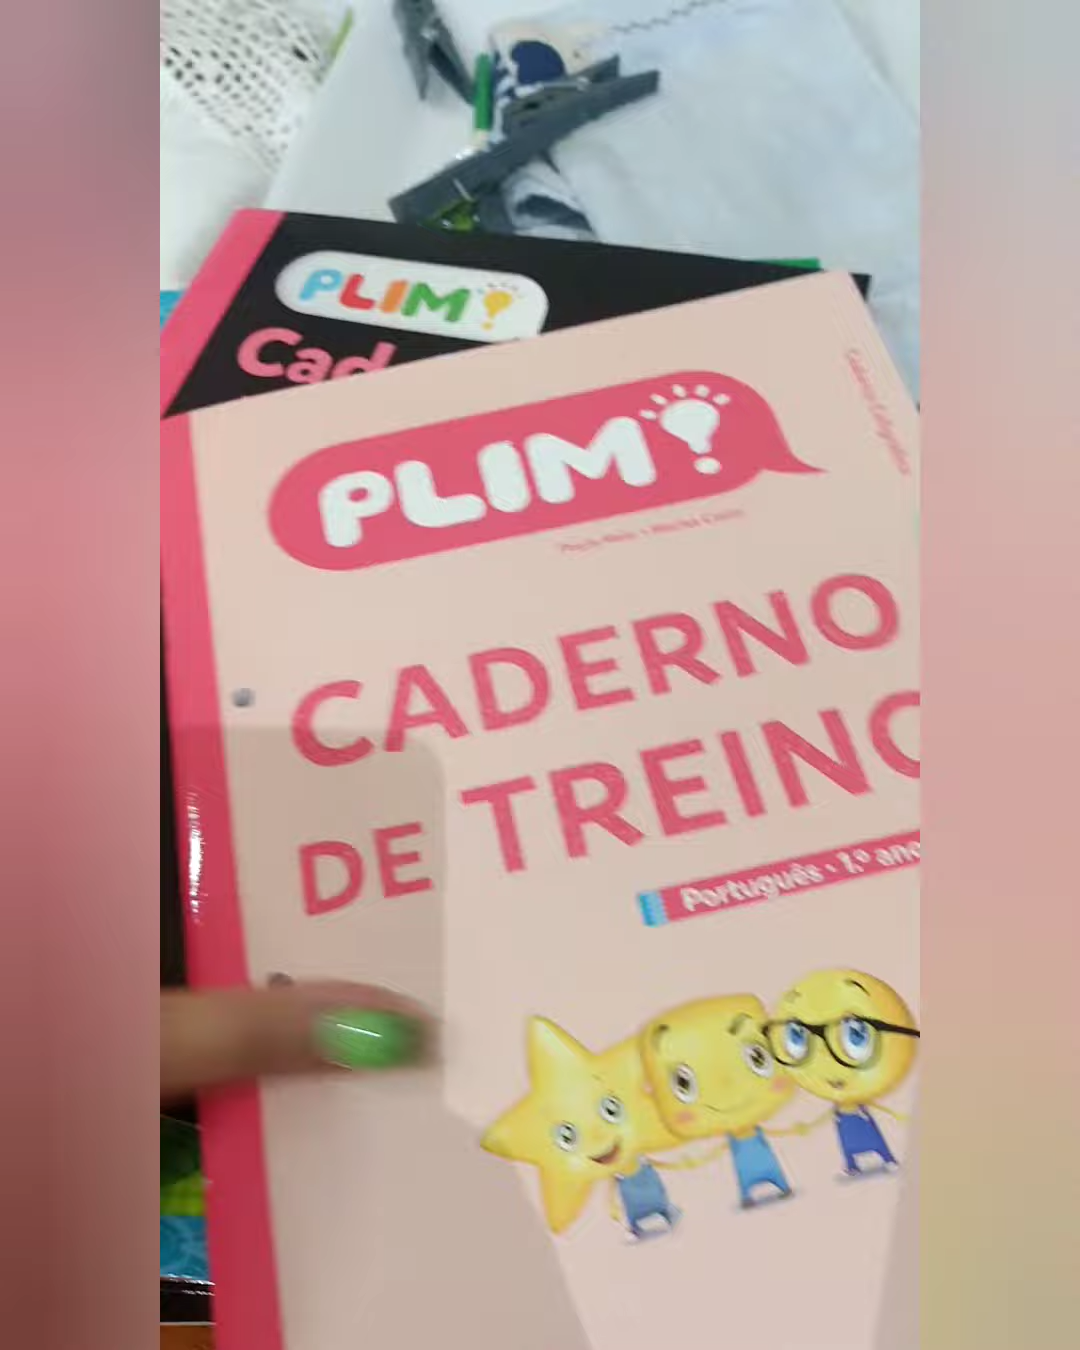 PLIM
Cad
PLIM
CADERNO
DE TREINO
Português • 1.º ano